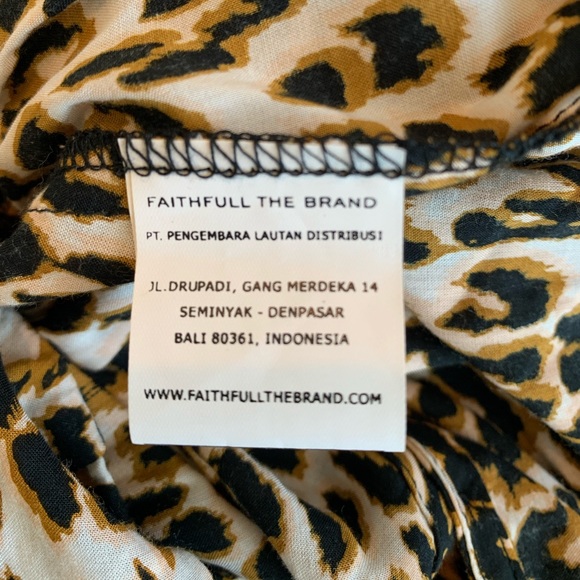 FAITHFULL THE BRAND
PT. PENGEMBARA LAUTAN DISTRIBUSI
JL.DRUPADI, GANG MERDEKA 14
SEMINYAK - DENPASAR
BALI 80361, INDONESIA
WWW.FAITHFULLTHEBRAND.COM